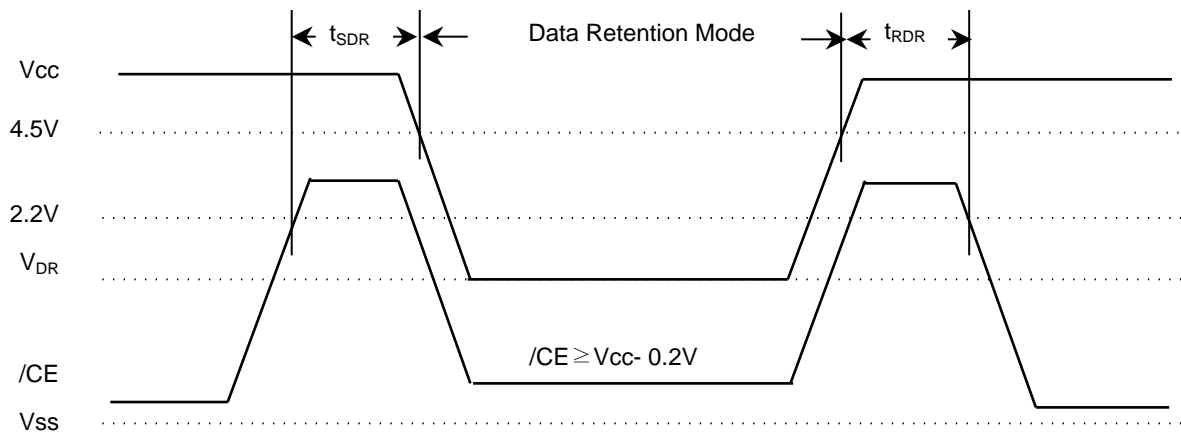 tSDR
Data Retention Mode
tRDR
Vcc
4.5V
2.2V
VDR
/CE≥Vcc- 0.2V
/CE
Vss